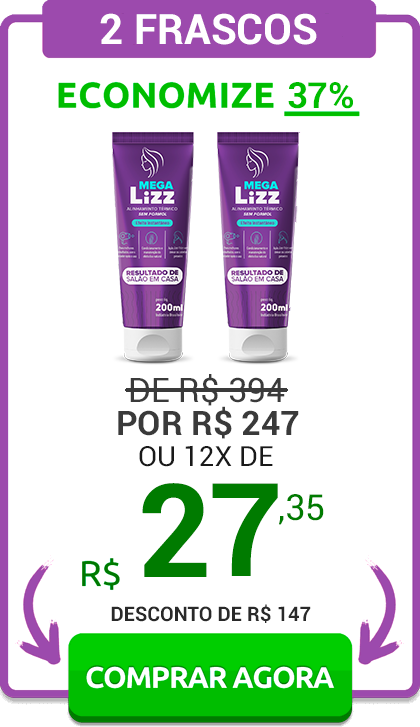 2 FRASCOS
ECONOMIZE 37%
MEGA
Lizz
ALINHAMENTO TÉRMICO
SEM FORMOL
RESULTADO DE
SALÃO EM CASA
200ml
MEGA
Lizz
ALINHAMENTO TÉRMICO
SEM FORMOL
RESULTADO DE
SALÃO EM CASA
200ml
DE R$ 394
POR R$ 247
OU 12X DE
R$ 27,35
DESCONTO DE R$ 147
COMPRAR AGORA